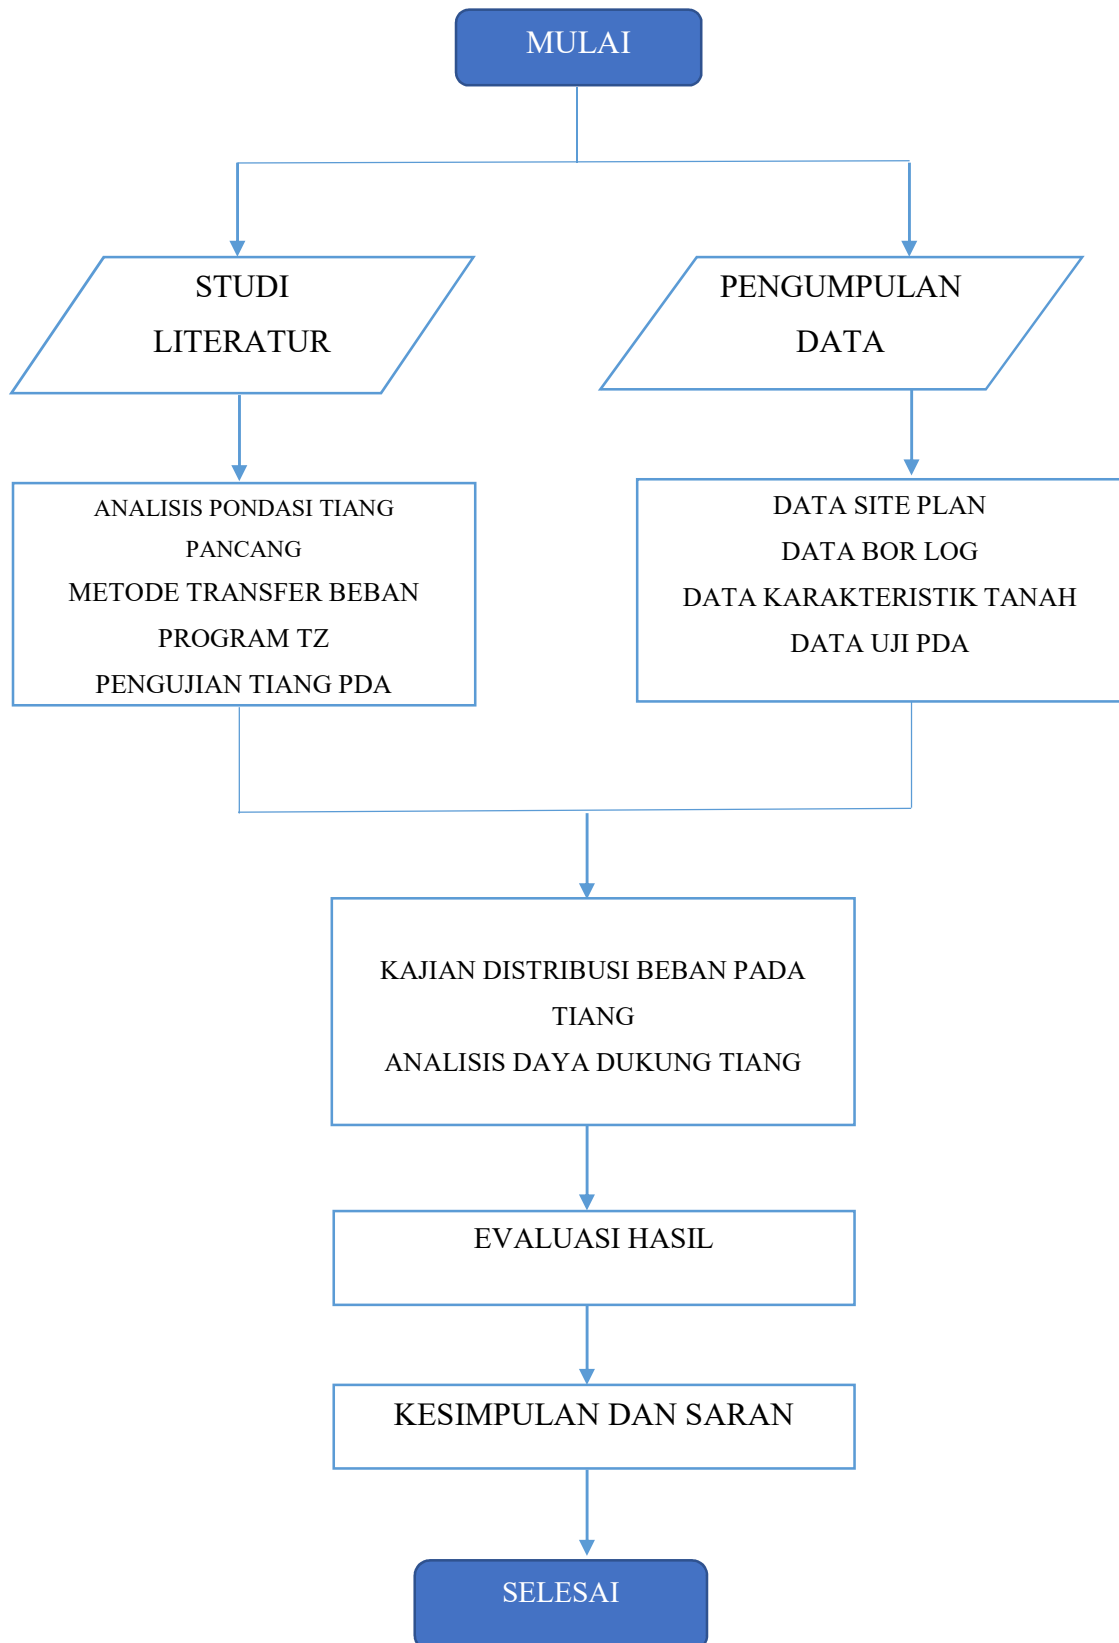 MULAI
STUDI
LITERATUR
PENGUMPULAN
DATA
ANALISIS PONDASI TIANG
PANCANG
METODE TRANSFER BEBAN
PROGRAM TZ
PENGUJIAN TIANG PDA
DATA SITE PLAN
DATA BOR LOG
DATA KARAKTERISTIK TANAH
DATA UJI PDA
KAJIAN DISTRIBUSI BEBAN PADA
TIANG
ANALISIS DAYA DUKUNG TIANG
EVALUASI HASIL
KESIMPULAN DAN SARAN
SELESAI